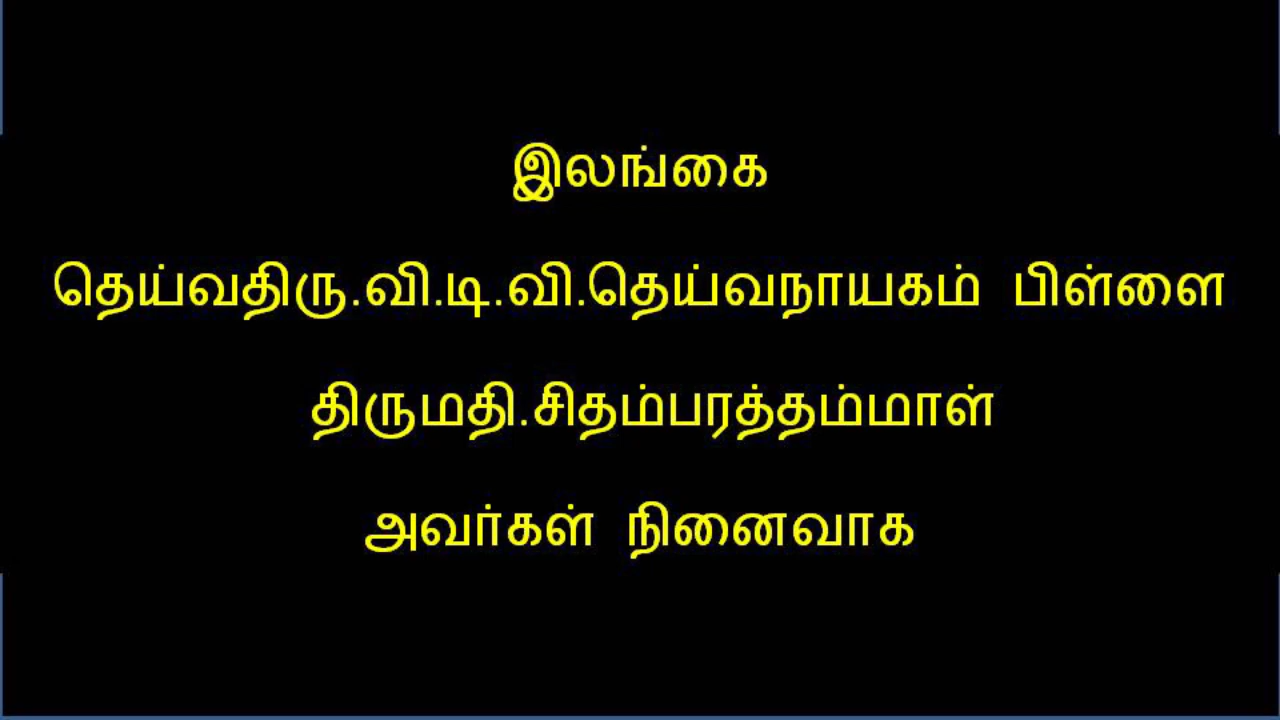 இலங்கை
தெய்வதிரு.வி.டி.வி.தெய்வநாயகம் பிள்ளை
திருமதி.சிதம்பரத்தம்மாள்
அவர்கள் நினைவாக